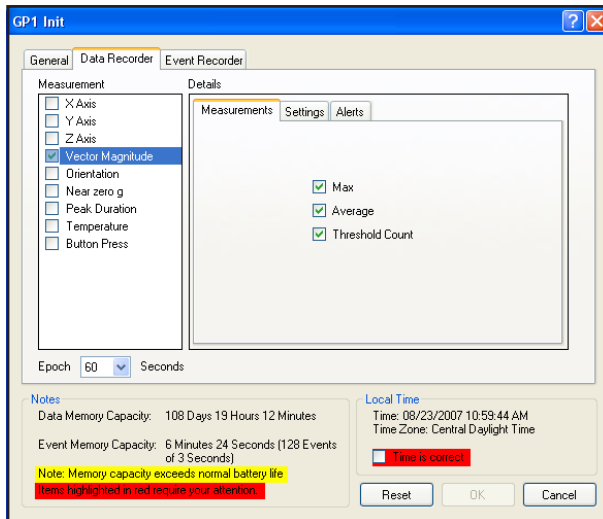 GP1 Init
General Data Recorder Event Recorder
Measurement
X Axis
Y Axis
Z Axis
Vector Magnitude
Orientation
Near zero g
Peak Duration
Temperature
Button Press
Details
Measurements Settings Alerts
Max
Average
Threshold Count
Epoch 60 Seconds
Notes
Data Memory Capacity: 108 Days 19 Hours 12 Minutes
Event Memory Capacity: 6 Minutes 24 Seconds (128 Events
of 3 Seconds)
Note: Memory capacity exceeds normal battery life
Items highlighted in red require your attention.
Local Time
Time: 08/23/2007 10:59:44 AM
Time Zone: Central Daylight Time
Time is correct
Reset OK Cancel